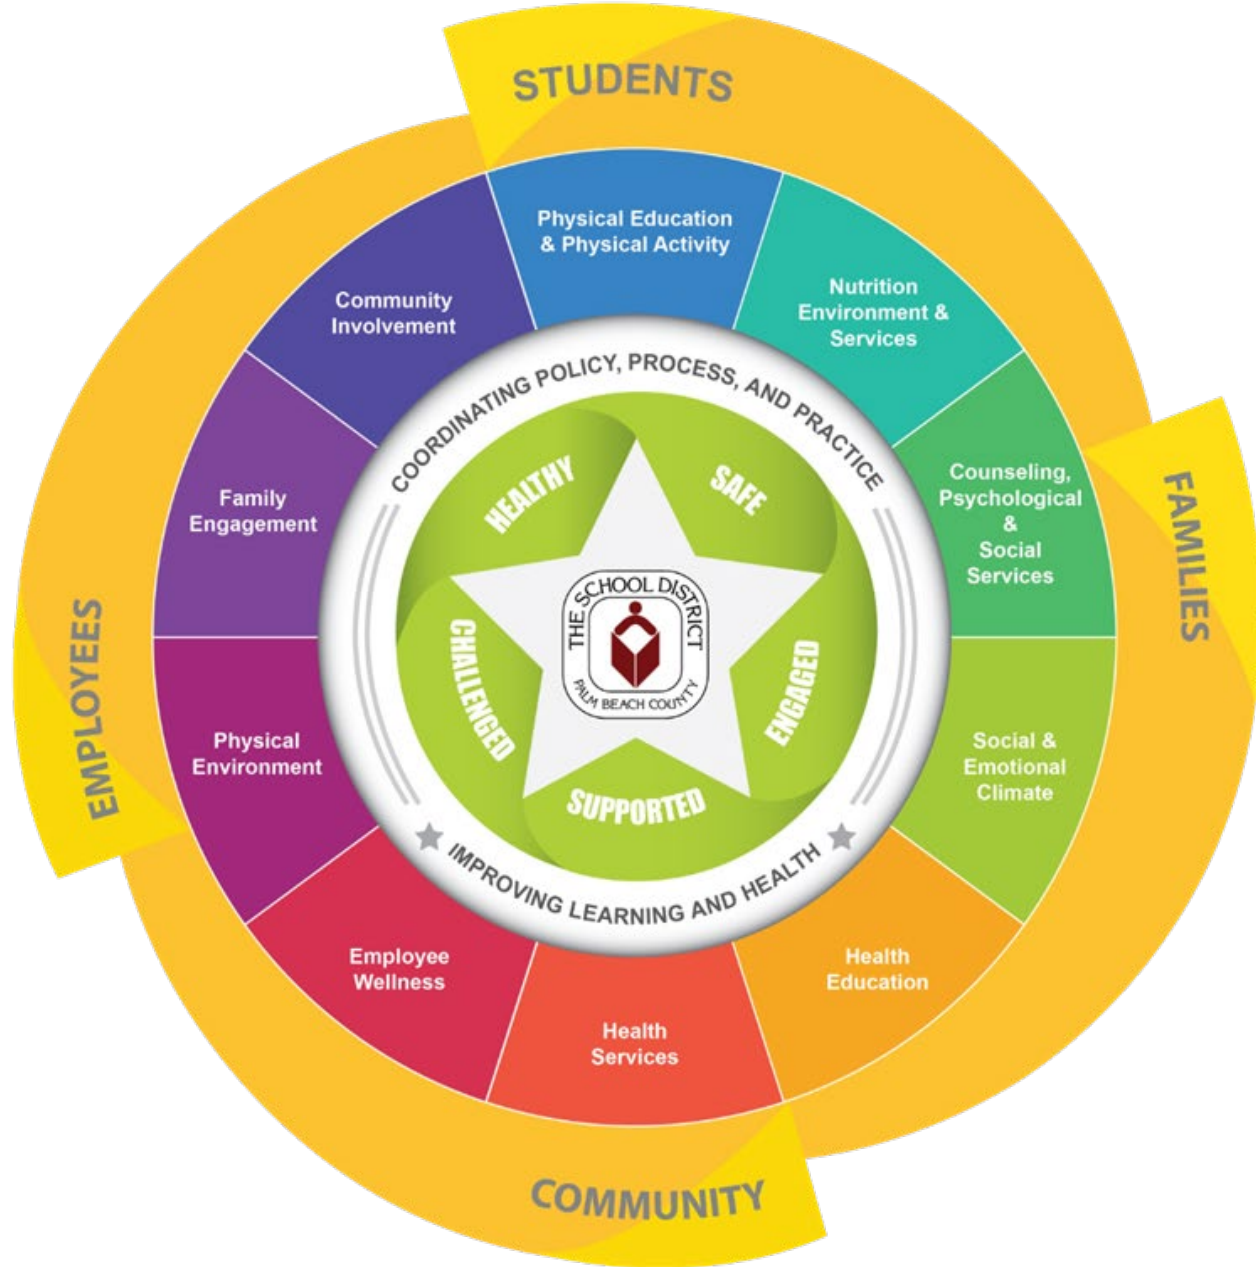 STUDENTS
FAMILIES
COMMUNITY
EMPLOYEES
Physical Education
& Physical Activity
Nutrition
Environment &
Services
Counseling,
Psychological
&
Social
Services
Social &
Emotional
Climate
Health
Education
Health
Services
Employee
Wellness
Physical
Environment
Family
Engagement
Community
Involvement
COORDINATING POLICY, PROCESS, AND PRACTICE
IMPROVING LEARNING AND HEALTH
HEALTHY
SAFE
ENGAGED
SUPPORTED
CHALLENGED
THE SCHOOL DISTRICT
PALM BEACH COUNTY